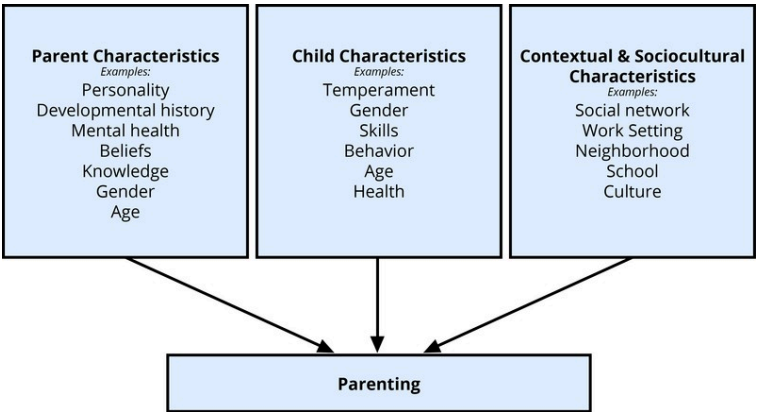 Parent Characteristics
Examples:
Personality
Developmental history
Mental health
Beliefs
Knowledge
Gender
Age
Child Characteristics
Examples:
Temperament
Gender
Skills
Behavior
Age
Health
Contextual & Sociocultural
Characteristics
Examples:
Social network
Work Setting
Neighborhood
School
Culture
Parenting